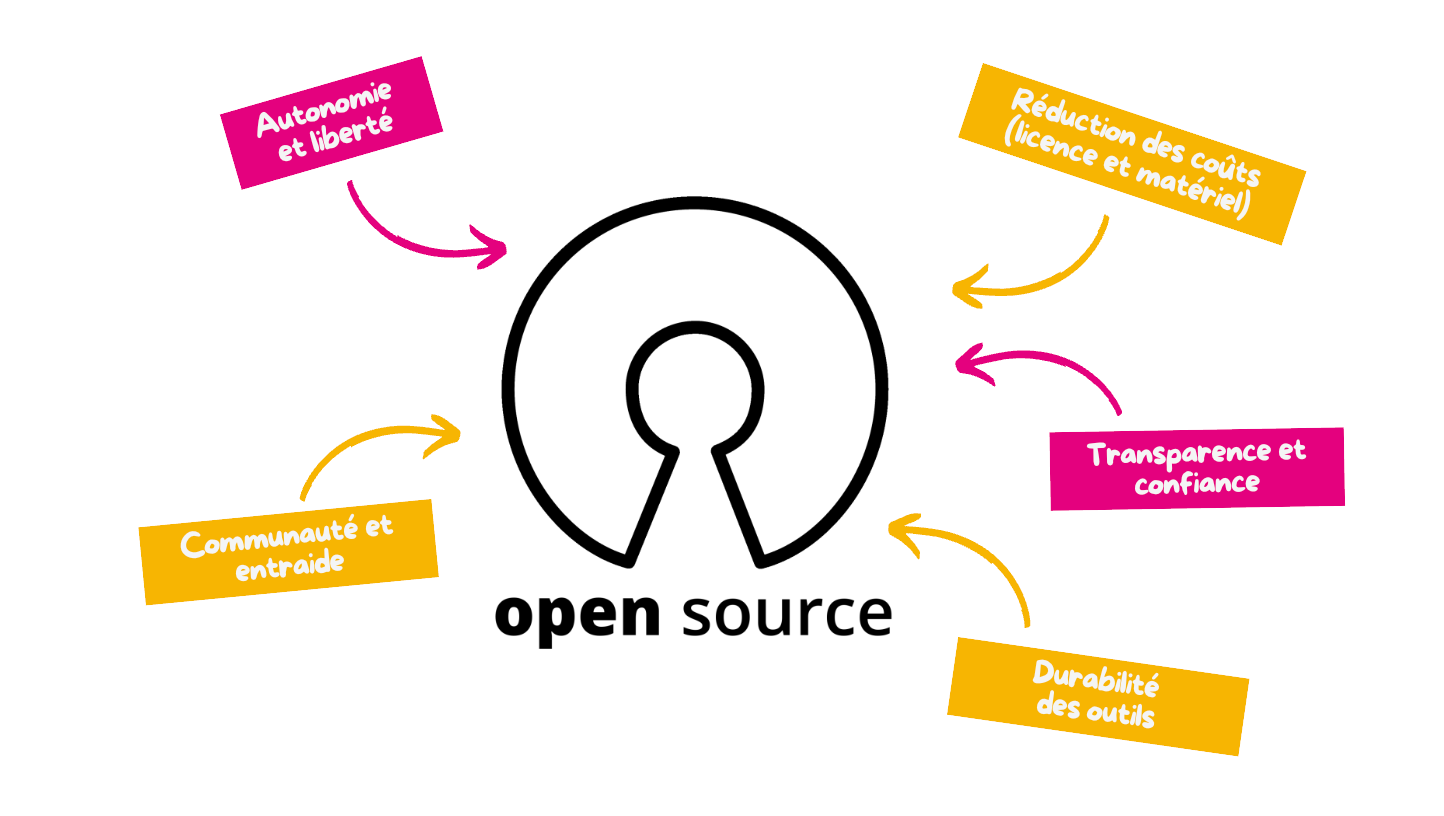 Autonomie
et liberté
Réduction des coûts
(licence et matériel)
Transparence et
confiance
Communauté et
entraide
open source
Durabilité
des outils